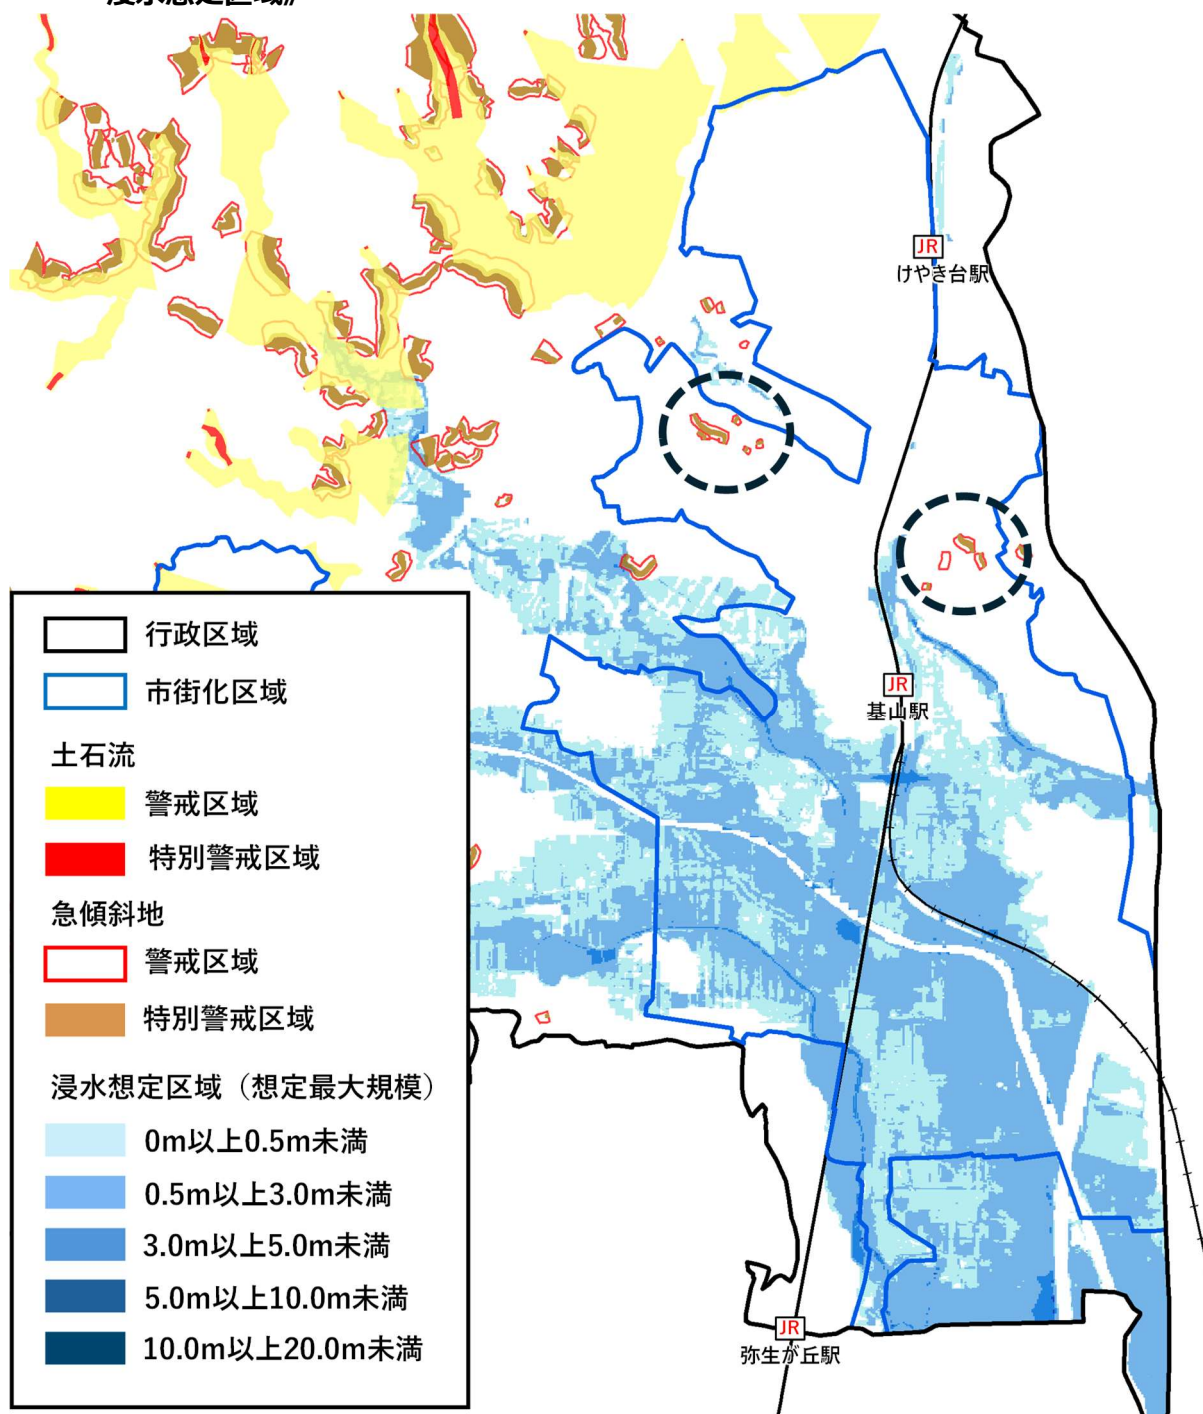 浸水想定区域》
JR
けやき台駅
JR
基山駅
行政区域
市街化区域
土石流
警戒区域
特別警戒区域
急傾斜地
警戒区域
特別警戒区域
浸水想定区域（想定最大規模）
0m以上0.5m未満
0.5m以上3.0m未満
3.0m以上5.0m未満
5.0m以上10.0m未満
10.0m以上20.0m未満
JR
弥生が丘駅